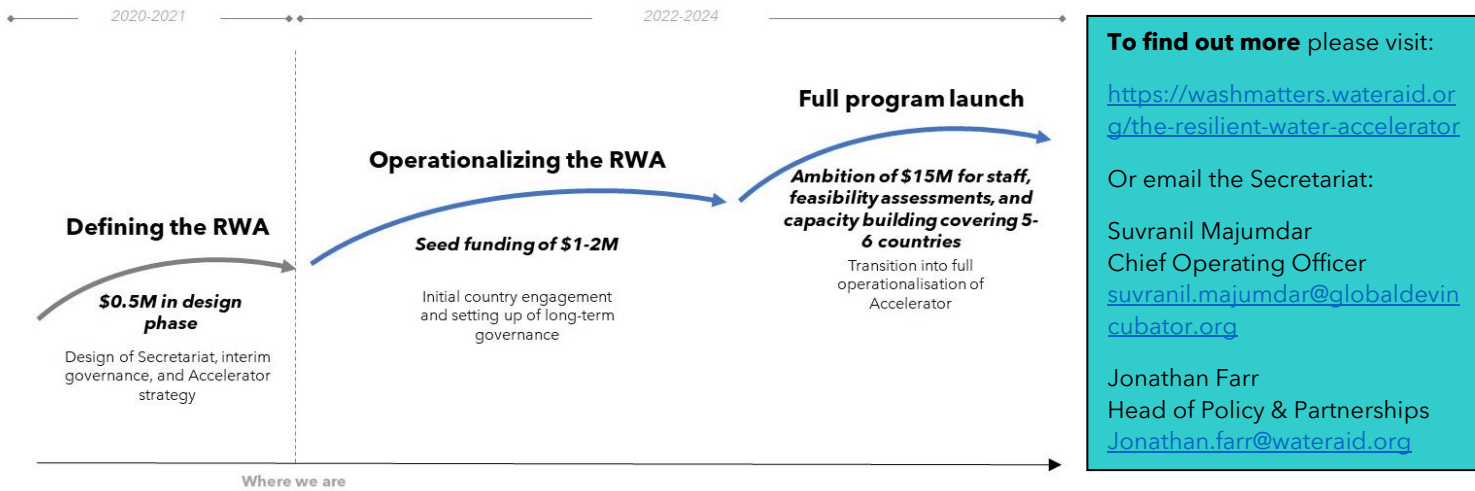 2020-2021
2022-2024
Defining the RWA
$0.5M in design
phase
Design of Secretariat, interim
governance, and Accelerator
strategy
Operationalizing the RWA
Seed funding of $1-2M
Initial country engagement
and setting up of long-term
governance
Full program launch
Ambition of $15M for staff,
feasibility assessments, and
capacity building covering 5-
6 countries
Transition into full
operationalisation of
Accelerator
Where we are
To find out more please visit:
https://washmatters.wateraid.or
g/the-resilient-water-accelerator
Or email the Secretariat:
Suvranil Majumdar
Chief Operating Officer
suvranil.majumdar@globaldevin
cubator.org
Jonathan Farr
Head of Policy & Partnerships
Jonathan.farr@wateraid.org